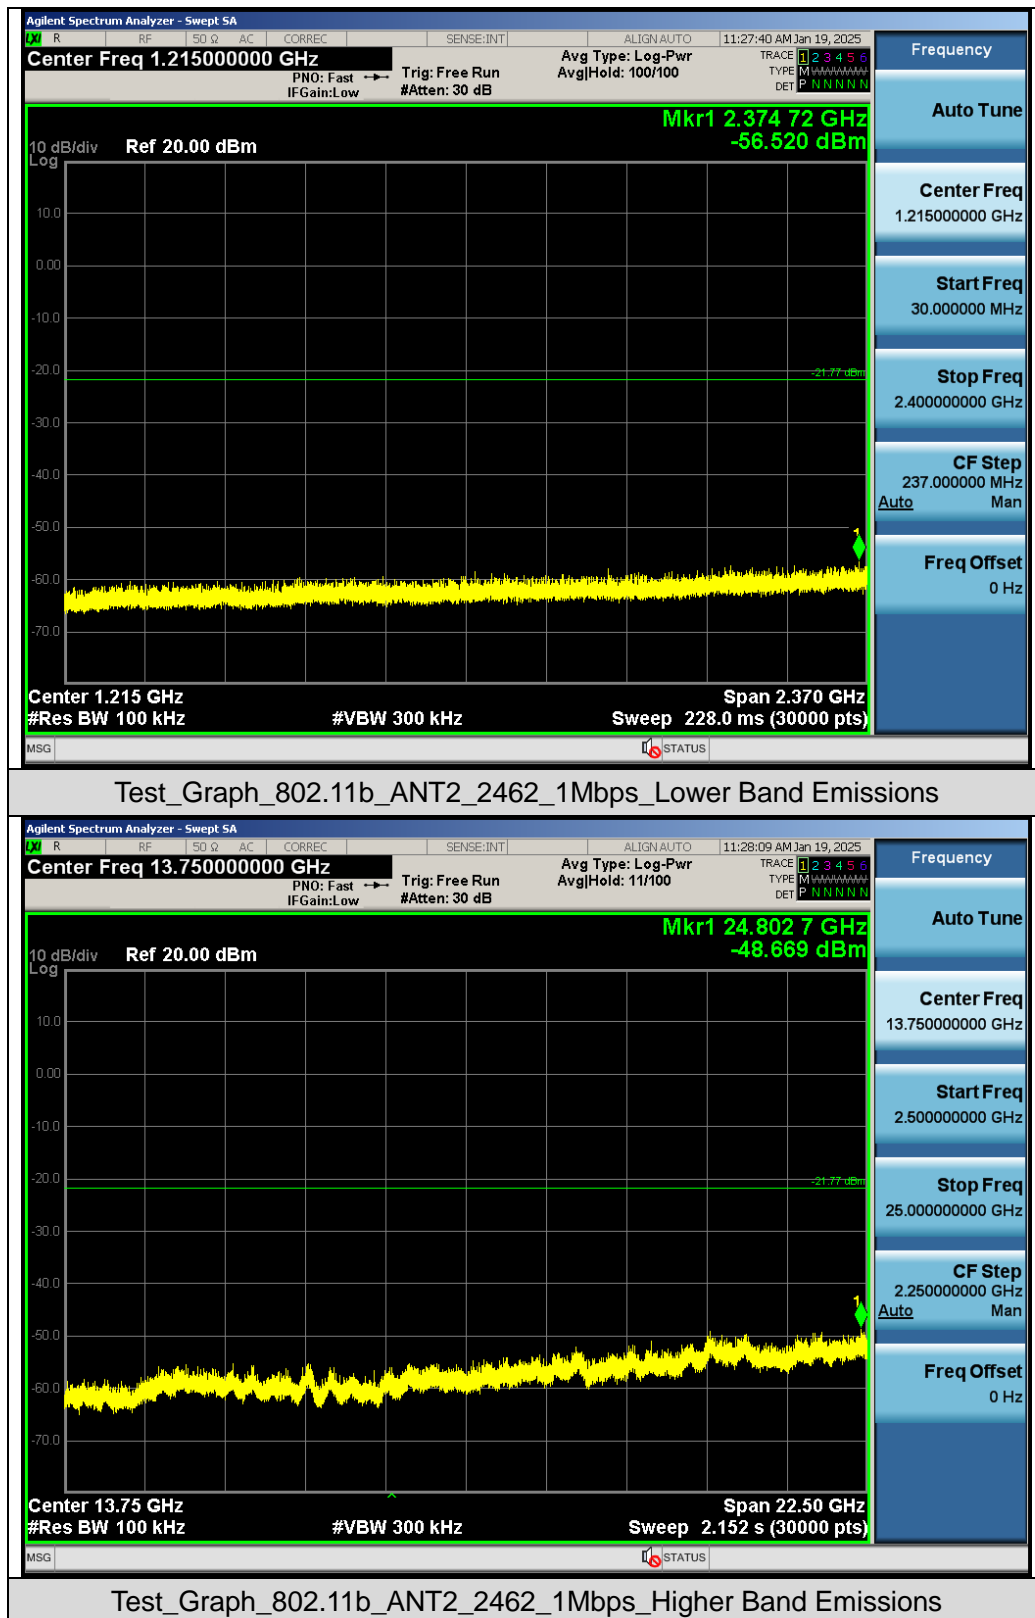 Agilent Spectrum Analyzer - Swept SA
LXI R RF 50 Ω AC CORREC SENSE:INT ALIGN AUTO 11:27:40 AM Jan 19, 2025
Center Freq 1.215000000 GHz
PNO: Fast Trig: Free Run
IFGain:Low #Atten: 30 dB
Avg Type: Log-Pwr
Avg|Hold: 100/100
TRACE 1 2 3 4 5 6
TYPE M WWWWW
DET P N N N N N
Mkr1 2.374 72 GHz
-56.520 dBm
10 dB/div Ref 20.00 dBm
Log
10.0
0.00
-10.0
-20.0
-21.77 dBm
-30.0
-40.0
-50.0
1
-60.0
-70.0
Center 1.215 GHz Span 2.370 GHz
#Res BW 100 kHz #VBW 300 kHz Sweep 228.0 ms (30000 pts)
MSG STATUS
Frequency
Auto Tune
Center Freq
1.215000000 GHz
Start Freq
30.000000 MHz
Stop Freq
2.400000000 GHz
CF Step
237.000000 MHz
Auto Man
Freq Offset
0 Hz
Test_Graph_802.11b_ANT2_2462_1Mbps_Lower Band Emissions
Agilent Spectrum Analyzer - Swept SA
LXI R RF 50 Ω AC CORREC SENSE:INT ALIGN AUTO 11:28:09 AM Jan 19, 2025
Center Freq 13.750000000 GHz
PNO: Fast Trig: Free Run
IFGain:Low #Atten: 30 dB
Avg Type: Log-Pwr
Avg|Hold: 11/100
TRACE 1 2 3 4 5 6
TYPE M WWWWW
DET P N N N N N
Mkr1 24.802 7 GHz
-48.669 dBm
10 dB/div Ref 20.00 dBm
Log
10.0
0.00
-10.0
-20.0
-21.77 dBm
-30.0
-40.0
1
-50.0
-60.0
-70.0
Center 13.75 GHz Span 22.50 GHz
#Res BW 100 kHz #VBW 300 kHz Sweep 2.152 s (30000 pts)
MSG STATUS
Frequency
Auto Tune
Center Freq
13.750000000 GHz
Start Freq
2.500000000 GHz
Stop Freq
25.000000000 GHz
CF Step
2.250000000 GHz
Auto Man
Freq Offset
0 Hz
Test_Graph_802.11b_ANT2_2462_1Mbps_Higher Band Emissions